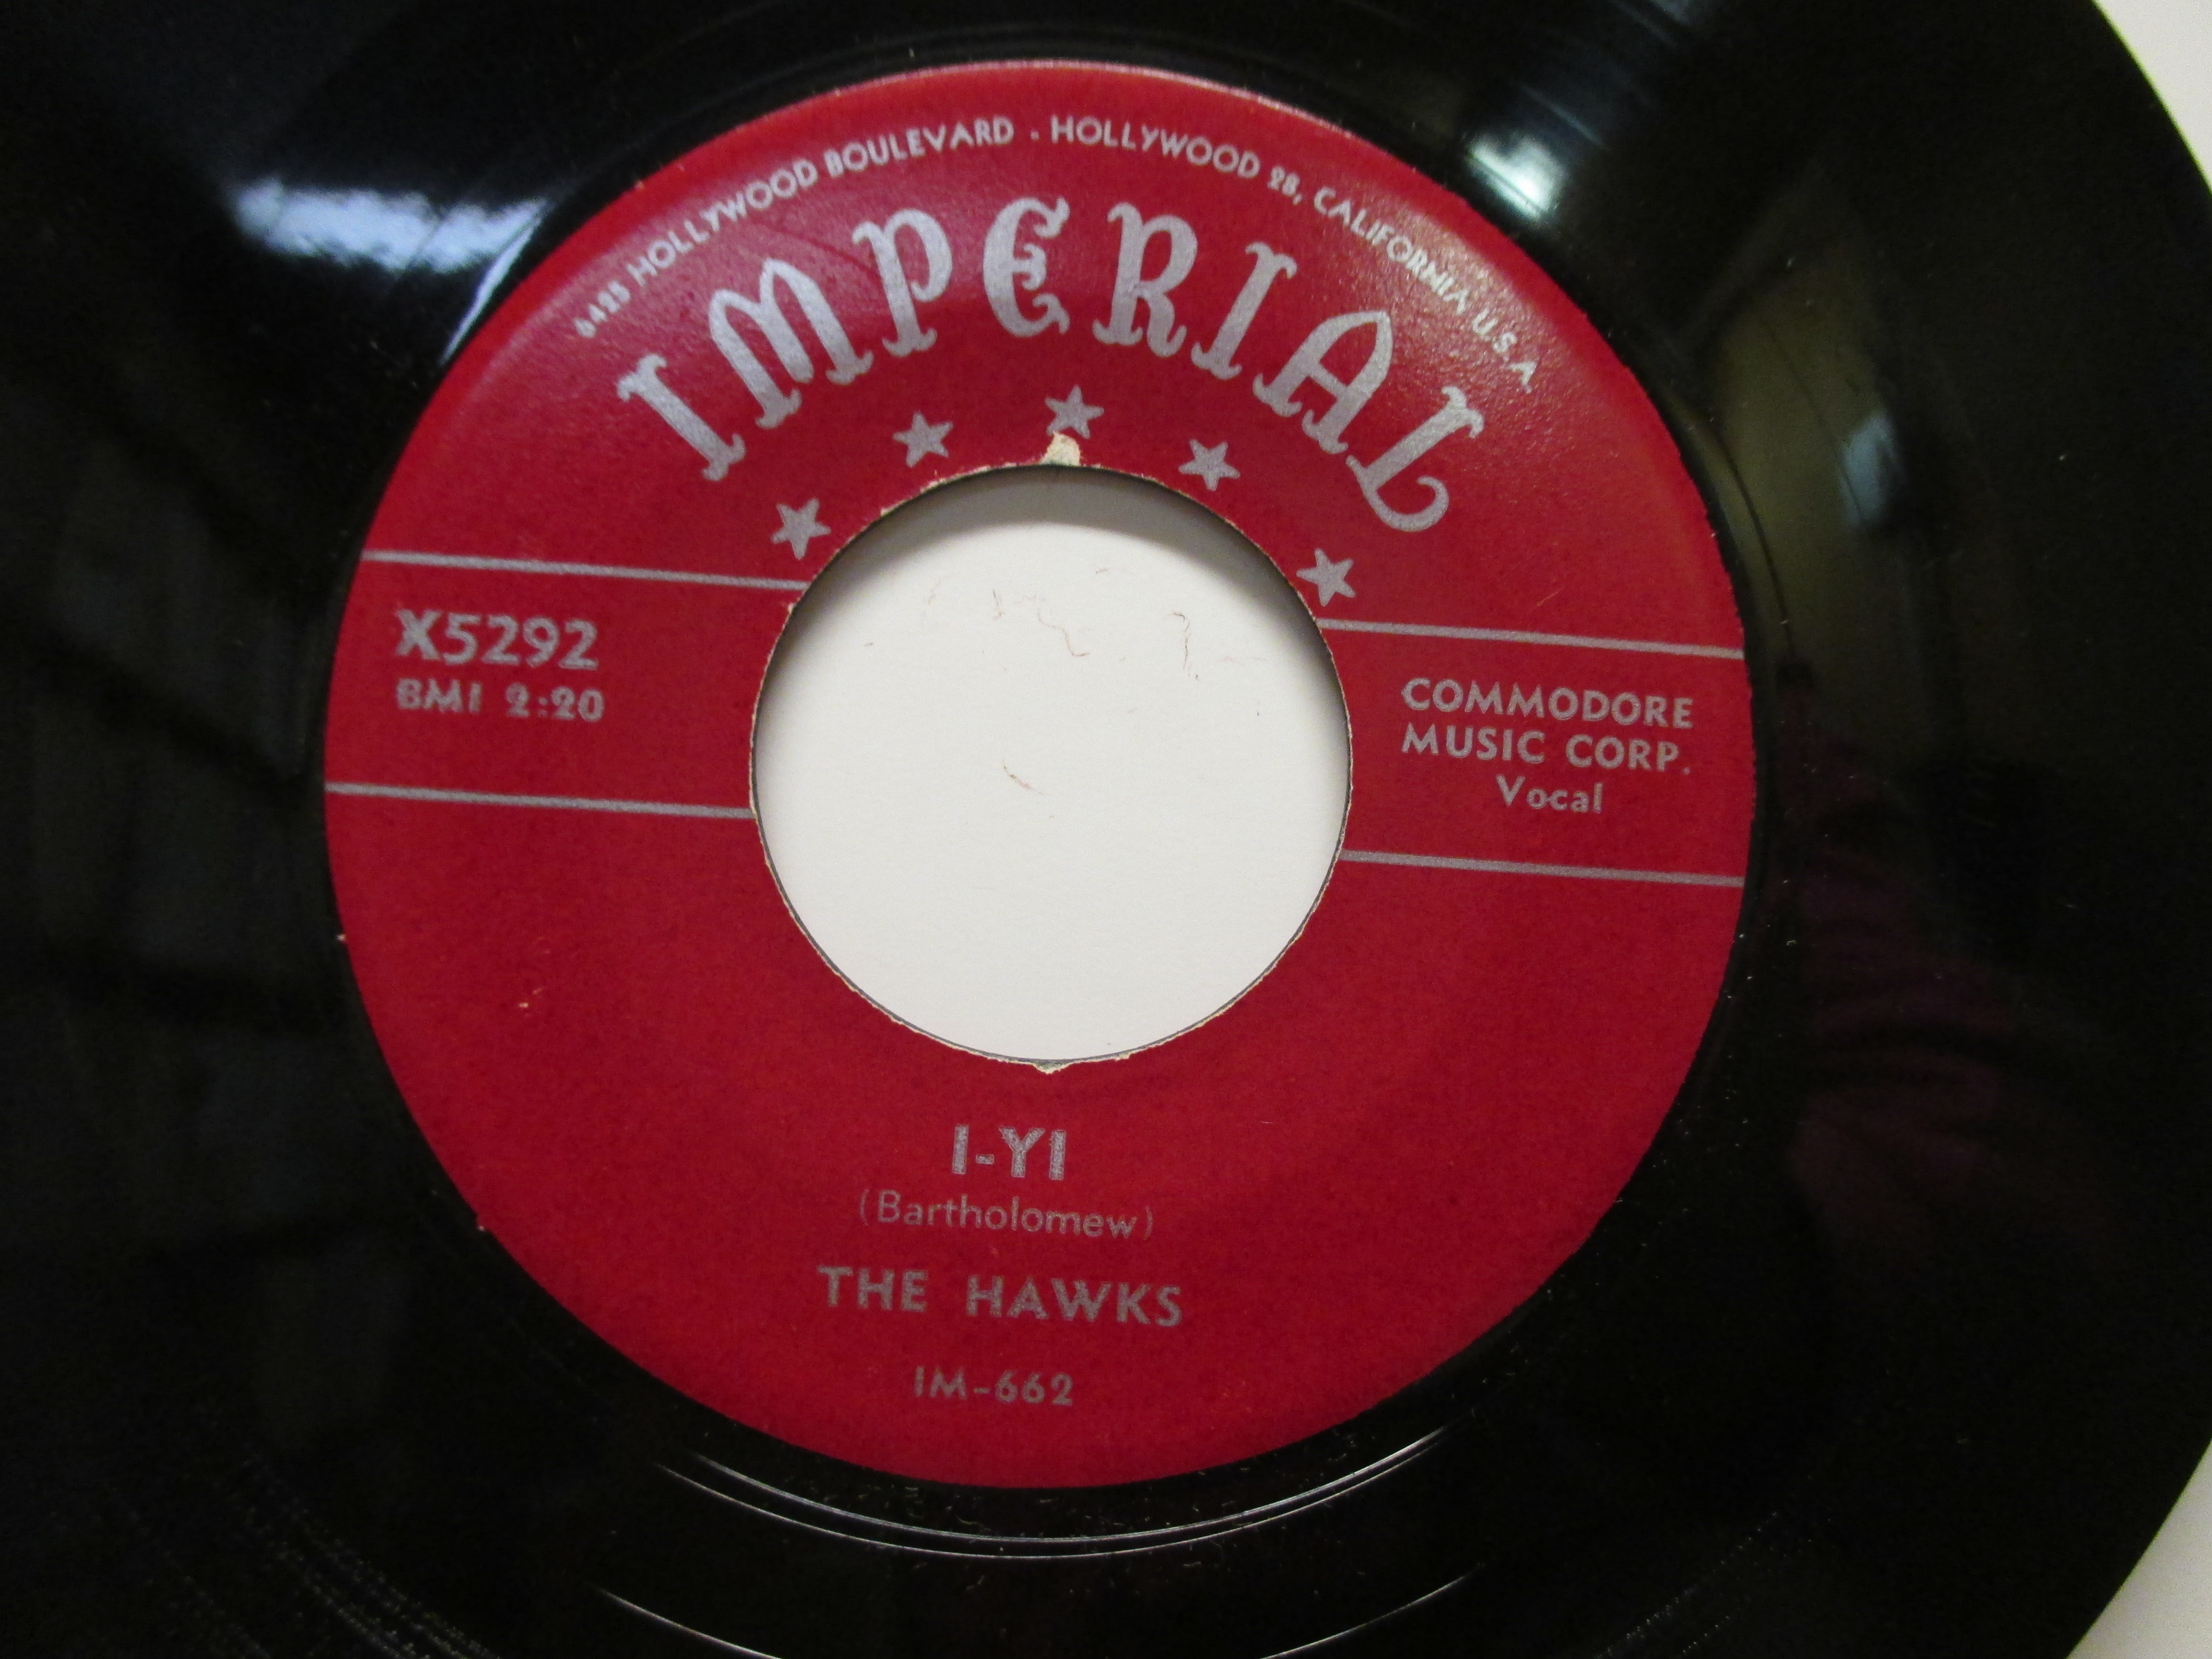 6425 HOLLYWOOD BOULEVARD - HOLLYWOOD 28, CALIFORNIA U.S.A.
IMPERIAL
X5292
BMI 2:20
COMMODORE
MUSIC CORP.
Vocal
I-YI
(Bartholomew)
THE HAWKS
IM-662